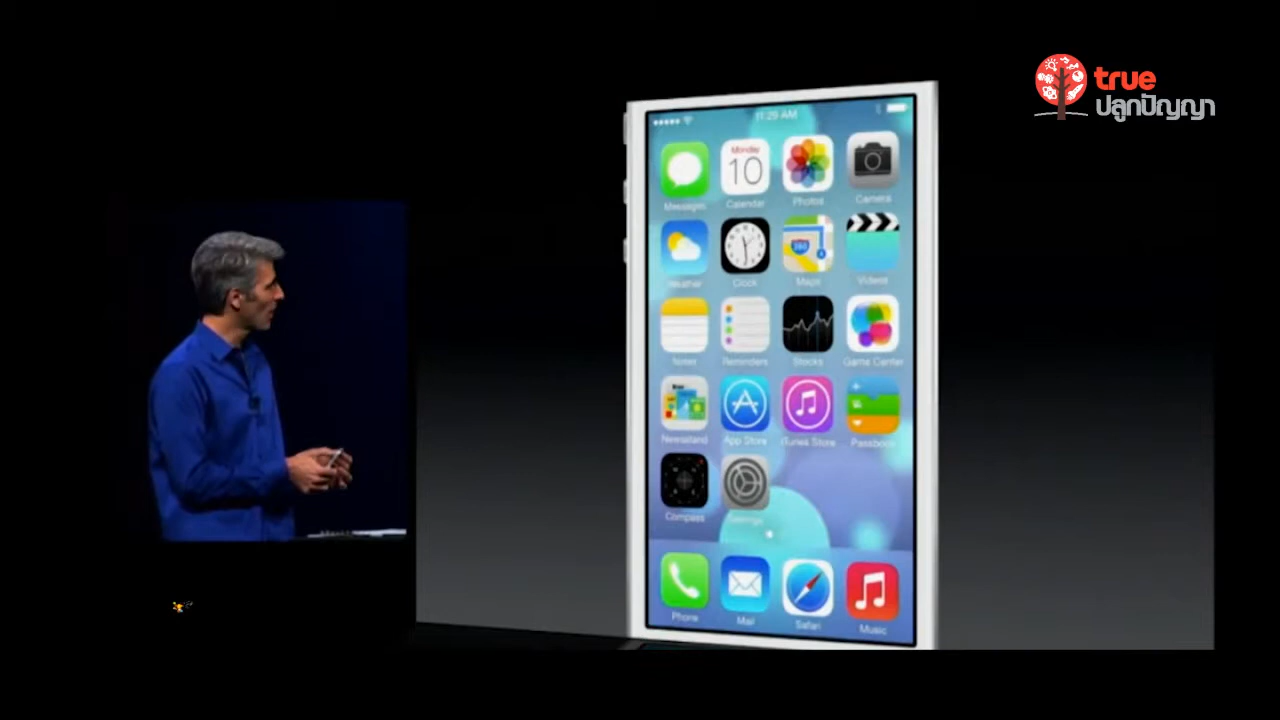 true
ปลูกปัญญา
11:29 AM
Monday
10
Messages
Calendar
Photos
Camera
280
Weather
Clock
Maps
Videos
Notes
Reminders
Stocks
Game Center
Newsstand
App Store
iTunes Store
Passbook
Compass
Settings
Phone
Mail
Safari
Music